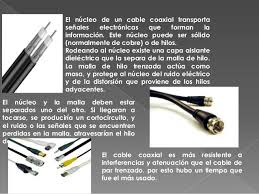 El núcleo de un cable coaxial transporta
señales electrónicas que forman la
información. Este núcleo puede ser sólido
(normalmente de cobre) o de hilos.
Rodeando al núcleo existe una capa aislante
dieléctrica que la separa de la malla de hilo.
La malla de hilo trenzada actúa como
masa, y protege al núcleo del ruido eléctrico
y de la distorsión que proviene de los hilos
adyacentes.
El núcleo y la malla deben estar
separados uno del otro. Si llegaran a
tocarse, se produciría un cortocircuito, y
el ruido o las señales que se encuentren
perdidas en la malla, atravesarían el hilo
de
El cable coaxial es más resistente a
interferencias y atenuación que el cable de
par trenzado, por esto hubo un tiempo que
fue el más usado.